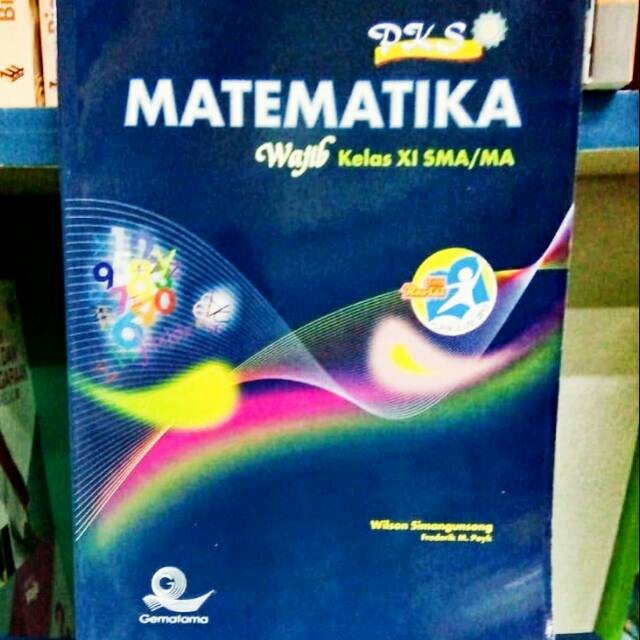 PKS
MATEMATIKA
Wajib Kelas XI SMA/MA
Wilson Simangunsong
Frederik M. Poyk
G
Gematama